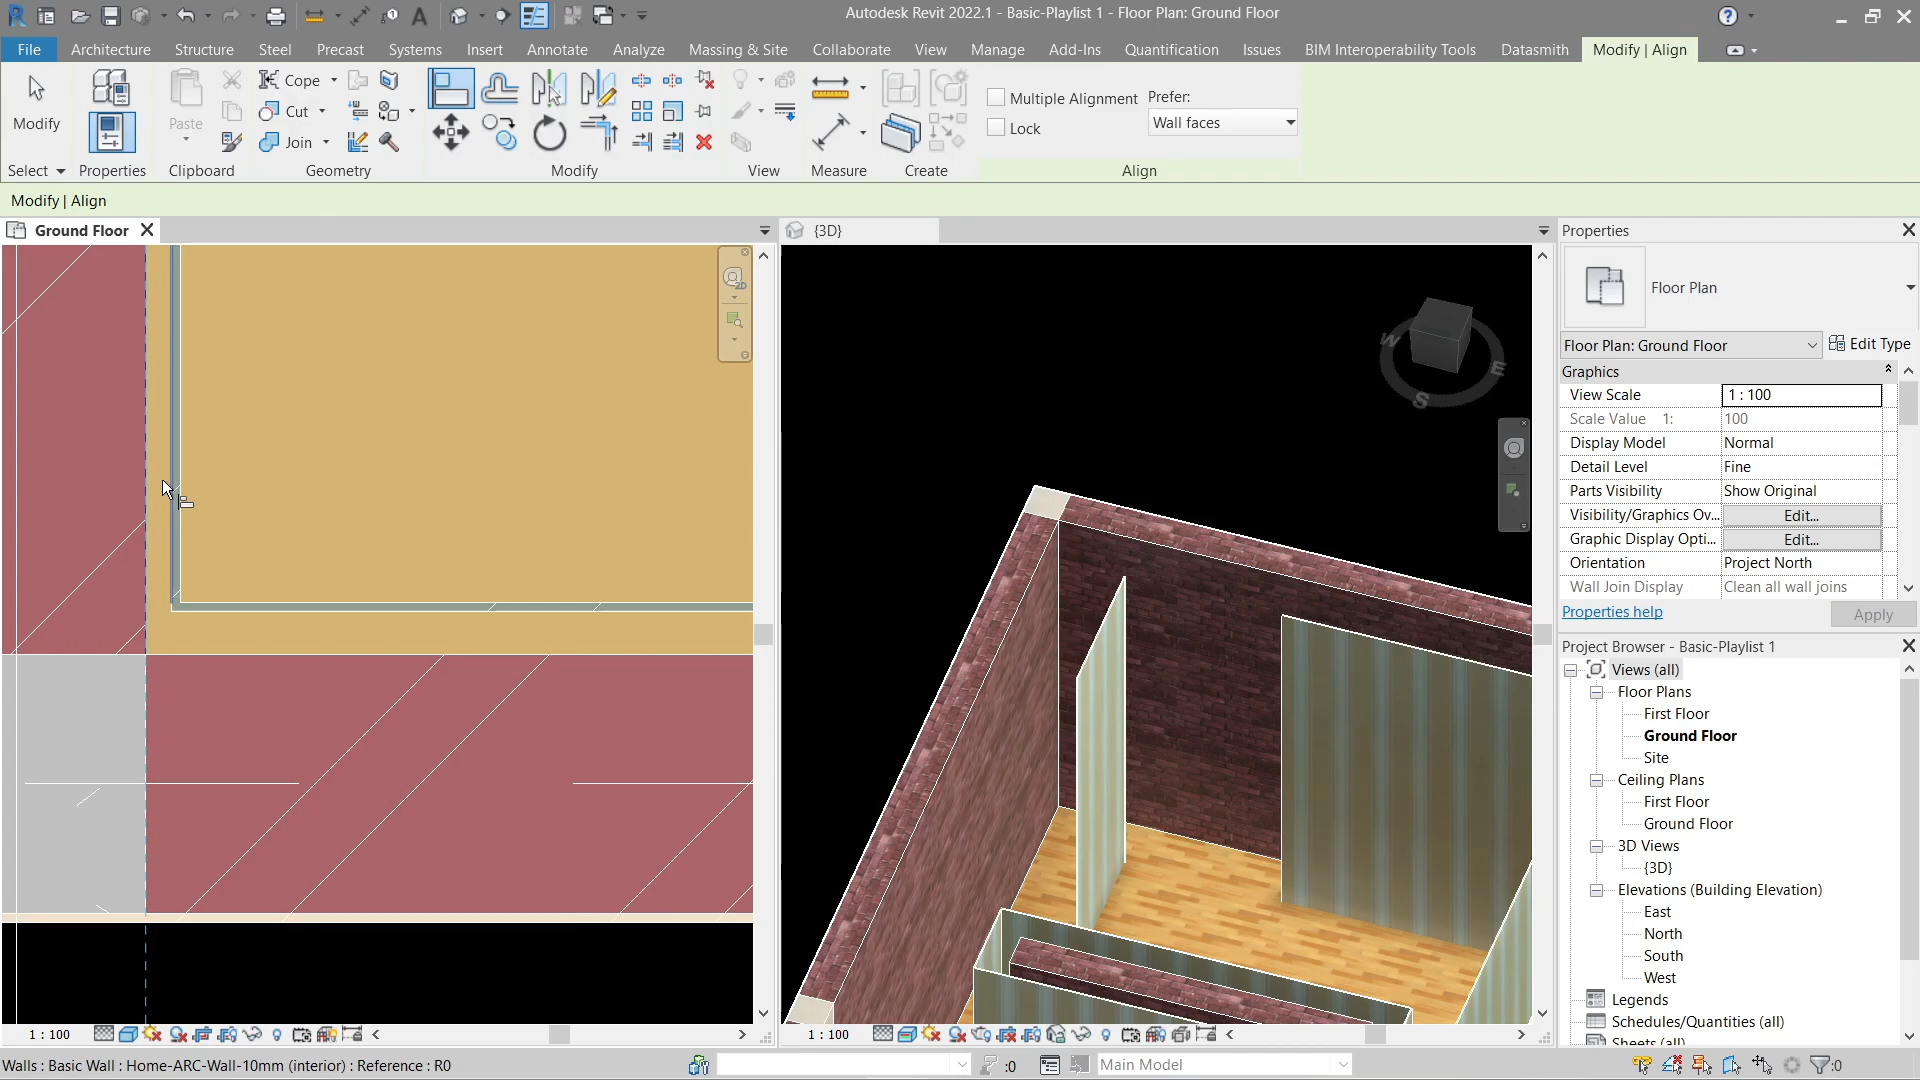 Autodesk Revit 2022.1 - Basic-Playlist 1 - Floor Plan: Ground Floor
File Architecture Structure Steel Precast Systems Insert Annotate Analyze Massing & Site Collaborate View Manage Add-Ins Quantification Issues BIM Interoperability Tools Datasmith Modify | Align
Modify
Paste
Cope
Cut
Join
Multiple Alignment
Lock
Prefer:
Wall faces
Select Properties Clipboard Geometry Modify View Measure Create Align
Modify | Align
Ground Floor
{3D}
2D
W
S
E
Properties
Floor Plan
Floor Plan: Ground Floor
Edit Type
Graphics
View Scale 1 : 100
Scale Value 1: 100
Display Model Normal
Detail Level Fine
Parts Visibility Show Original
Visibility/Graphics Ov... Edit...
Graphic Display Opti... Edit...
Orientation Project North
Wall Join Display Clean all wall joins
Properties help
Apply
Project Browser - Basic-Playlist 1
Views (all)
Floor Plans
First Floor
Ground Floor
Site
Ceiling Plans
First Floor
Ground Floor
3D Views
{3D}
Elevations (Building Elevation)
East
North
South
West
Legends
Schedules/Quantities (all)
Sheets (all)
1 : 100
1 : 100
Walls : Basic Wall : Home-ARC-Wall-10mm (interior) : Reference : R0
:0
Main Model
:0